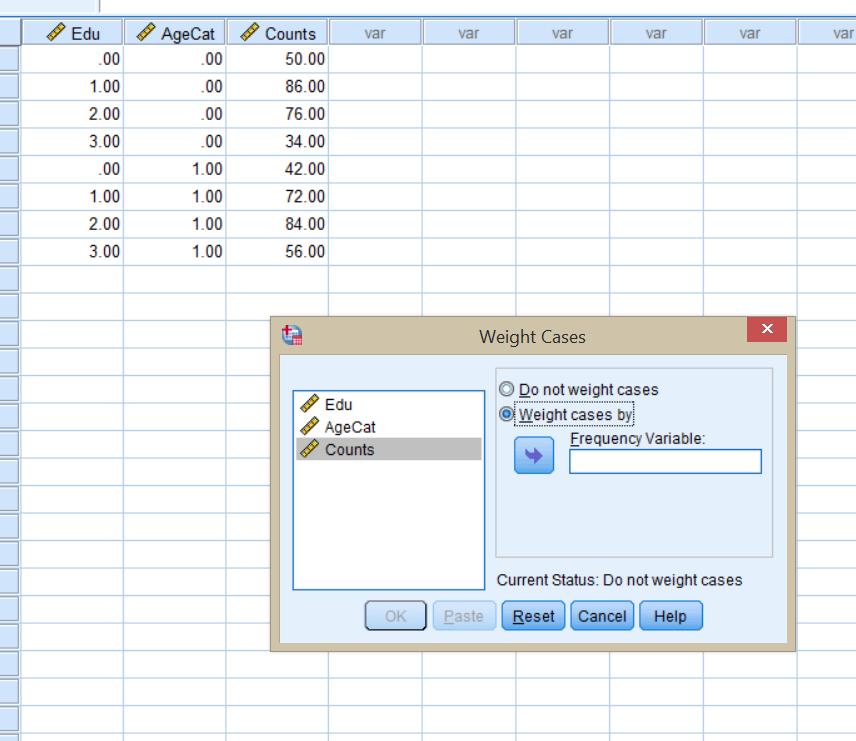 Edu AgeCat Counts var var var var var var
.00 .00 50.00
1.00 .00 86.00
2.00 .00 76.00
3.00 .00 34.00
.00 1.00 42.00
1.00 1.00 72.00
2.00 1.00 84.00
3.00 1.00 56.00
Weight Cases
Edu
AgeCat
Counts
Do not weight cases
Weight cases by
Frequency Variable:
Current Status: Do not weight cases
OK Paste Reset Cancel Help